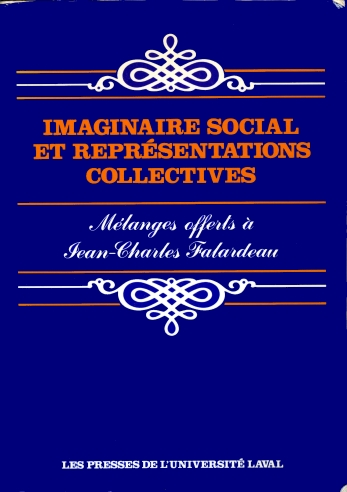 IMAGINAIRE SOCIAL
ET REPRÉSENTATIONS
COLLECTIVES
Mélanges offerts à
Jean-Charles Falardeau
LES PRESSES DE L'UNIVERSITÉ LAVAL